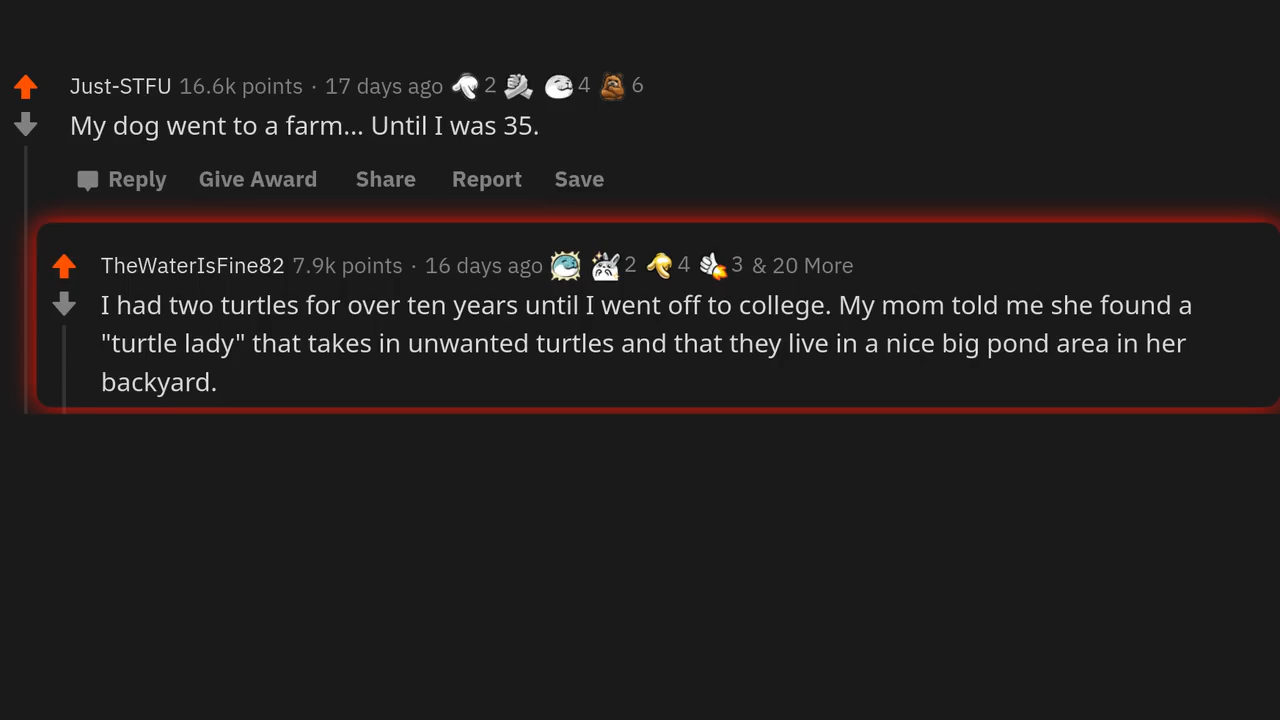 Just-STFU 16.6k points · 17 days ago 2 4 6
My dog went to a farm... Until I was 35.
Reply Give Award Share Report Save
TheWaterIsFine82 7.9k points · 16 days ago 2 4 3 & 20 More
I had two turtles for over ten years until I went off to college. My mom told me she found a
"turtle lady" that takes in unwanted turtles and that they live in a nice big pond area in her
backyard.